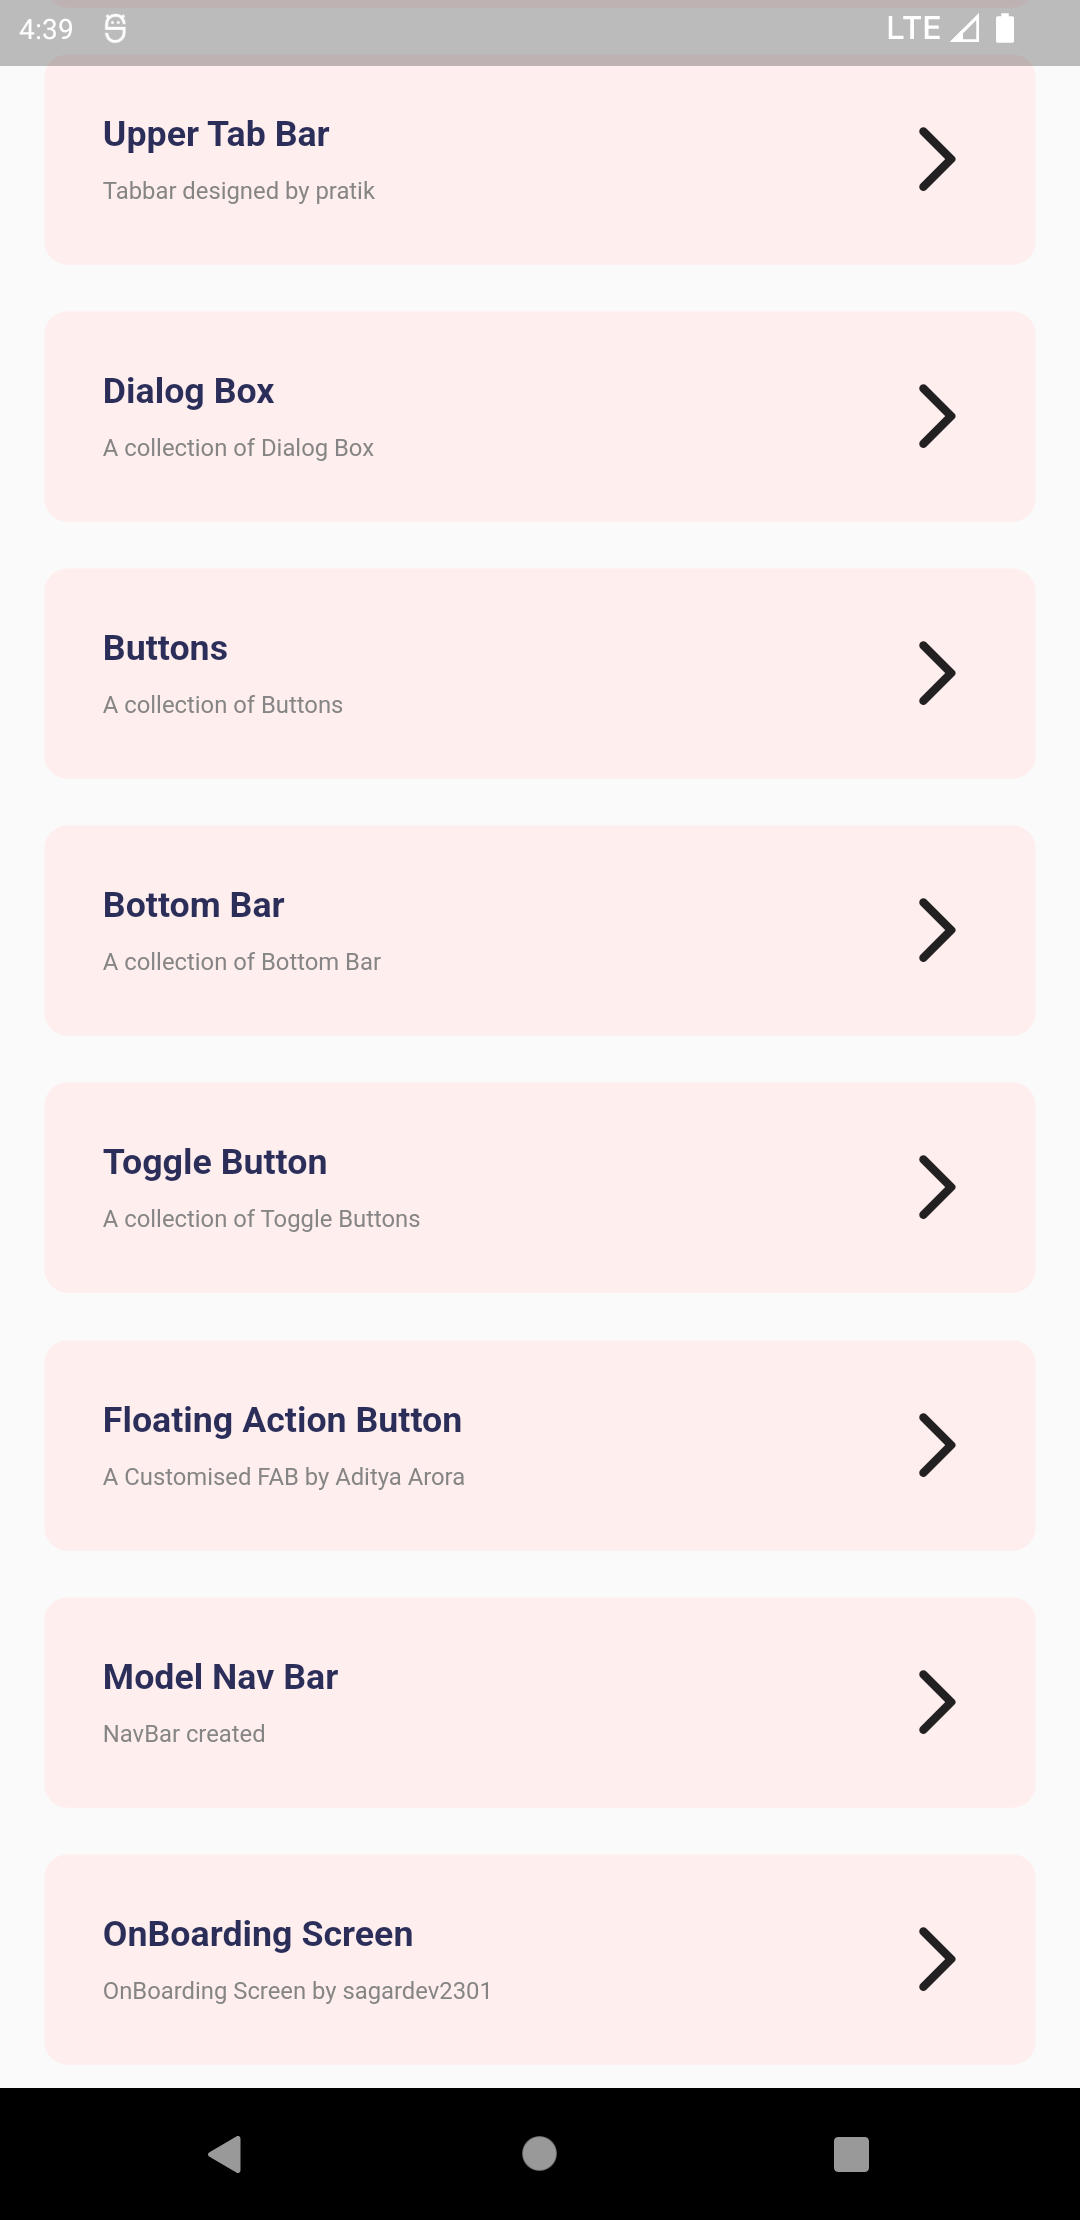 4:39
LTE
Upper Tab Bar
Tabbar designed by pratik
Dialog Box
A collection of Dialog Box
Buttons
A collection of Buttons
Bottom Bar
A collection of Bottom Bar
Toggle Button
A collection of Toggle Buttons
Floating Action Button
A Customised FAB by Aditya Arora
Model Nav Bar
NavBar created
OnBoarding Screen
OnBoarding Screen by sagardev2301